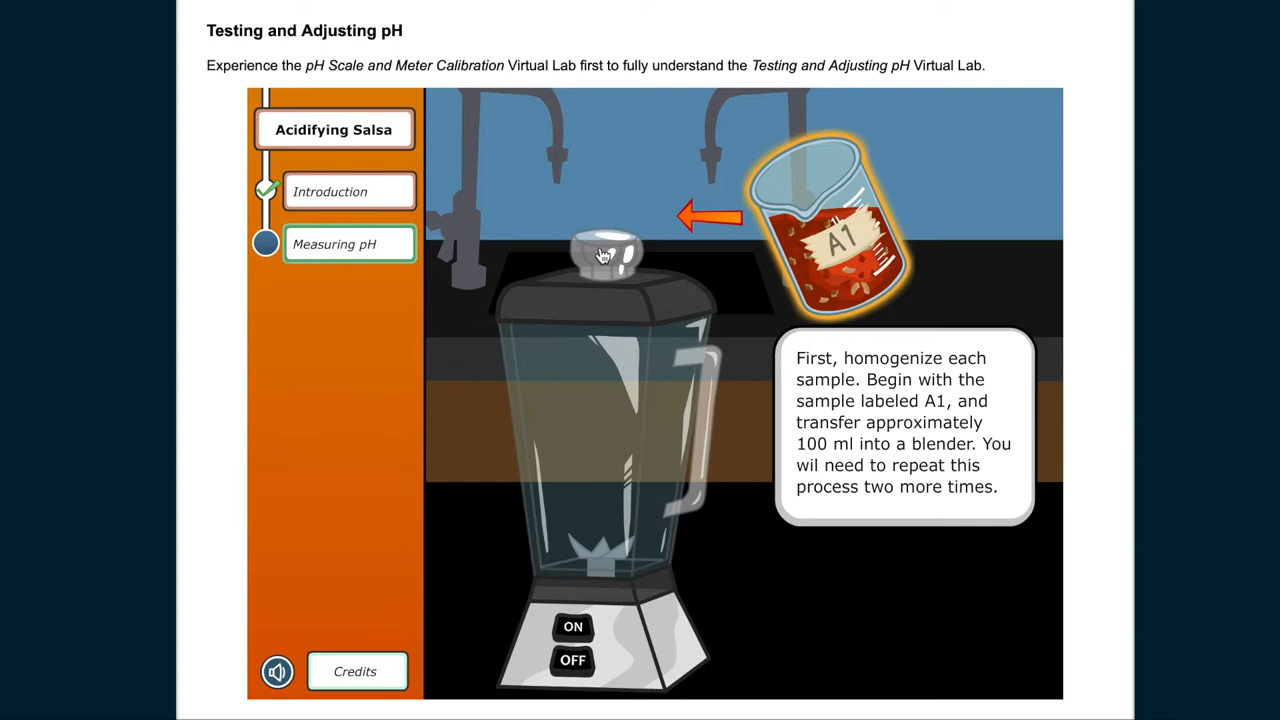 Testing and Adjusting pH
Experience the pH Scale and Meter Calibration Virtual Lab first to fully understand the Testing and Adjusting pH Virtual Lab.
Acidifying Salsa
Introduction
Measuring pH
A1
First, homogenize each
sample. Begin with the
sample labeled A1, and
transfer approximately
100 ml into a blender. You
wil need to repeat this
process two more times.
ON
OFF
Credits